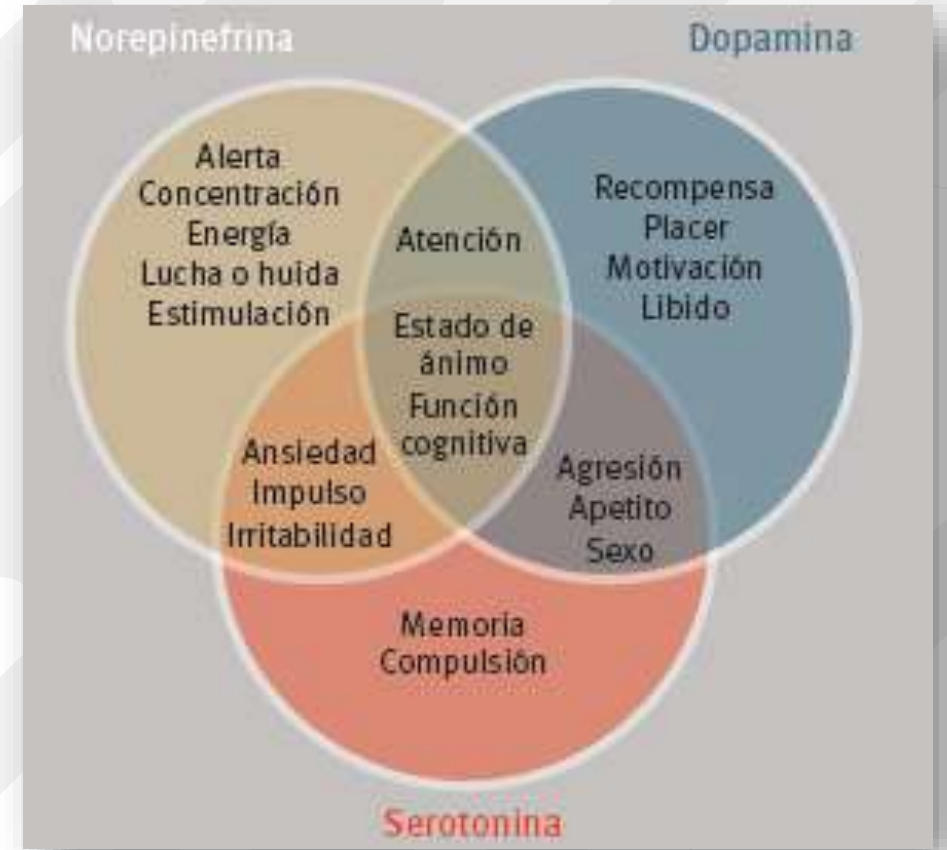 Norepinefrina
Dopamina
Alerta
Concentración
Energía
Lucha o huida
Estimulación
Atención
Recompensa
Placer
Motivación
Libido
Estado de
ánimo
Función
cognitiva
Ansiedad
Impulso
Irritabilidad
Agresión
Apetito
Sexo
Memoria
Compulsión
Serotonina